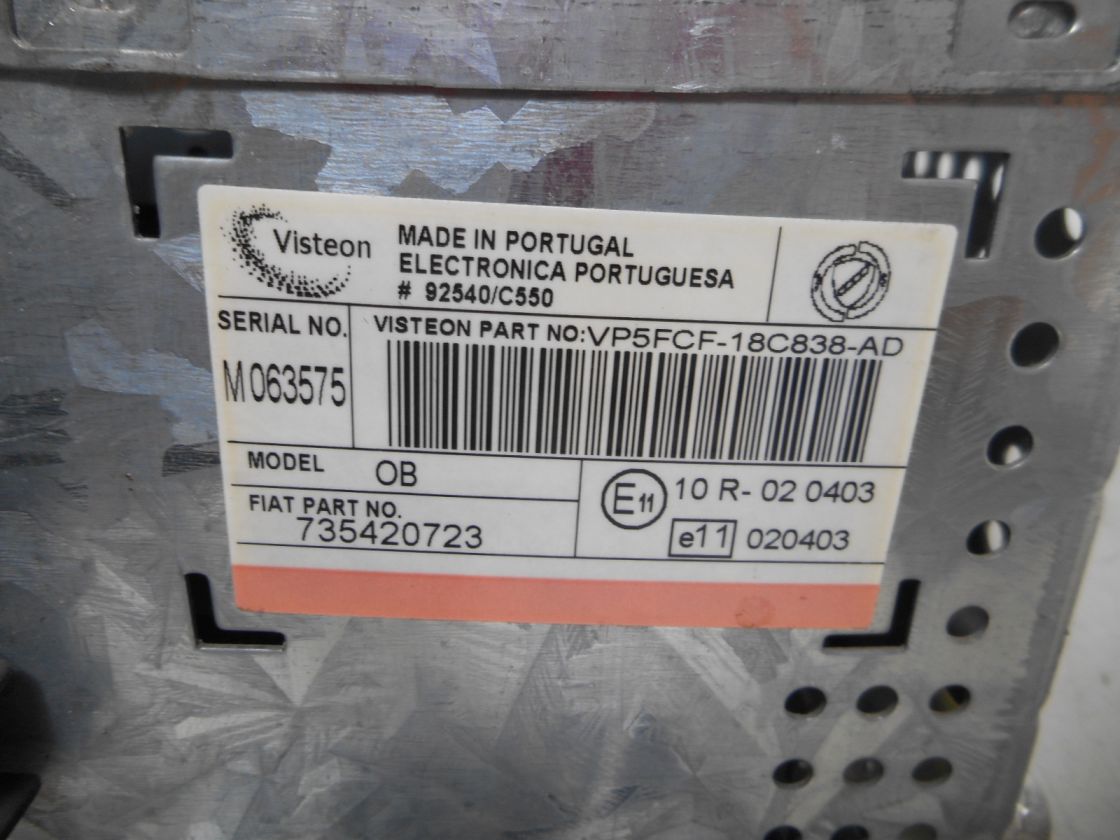 Visteon
MADE IN PORTUGAL
ELECTRONICA PORTUGUESA
# 92540/C550
SERIAL NO.
M063575
VISTEON PART NO:VP5FCF-18C838-AD
MODEL OB
FIAT PART NO.
735420723
E11 10 R- 02 0403
e11 020403